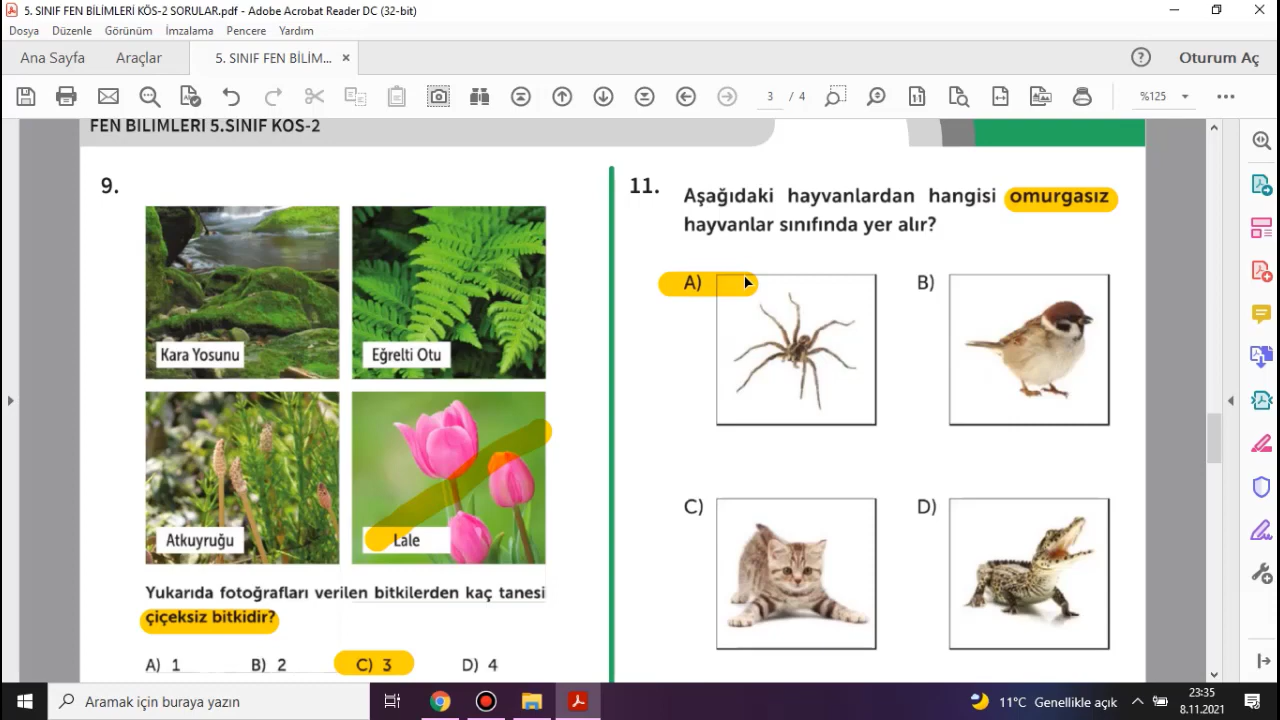 5. SINIF FEN BİLİMLERİ KÖS-2 SORULAR.pdf - Adobe Acrobat Reader DC (32-bit)
Dosya Düzenle Görünüm İmzalama Pencere Yardım
Ana Sayfa Araçlar 5. SINIF FEN BİLİM... × Oturum Aç
3 / 4 %125
FEN BİLİMLERİ 5.SINIF KÖS-2
9.
Kara Yosunu
Eğrelti Otu
Atkuyruğu
Lale
Yukarıda fotoğrafları verilen bitkilerden kaç tanesi
çiçeksiz bitkidir?
A) 1 B) 2 C) 3 D) 4
11.
Aşağıdaki hayvanlardan hangisi omurgasız
hayvanlar sınıfında yer alır?
A) B)
C) D)
Aramak için buraya yazın
11°C Genellikle açık
23:35
8.11.2021